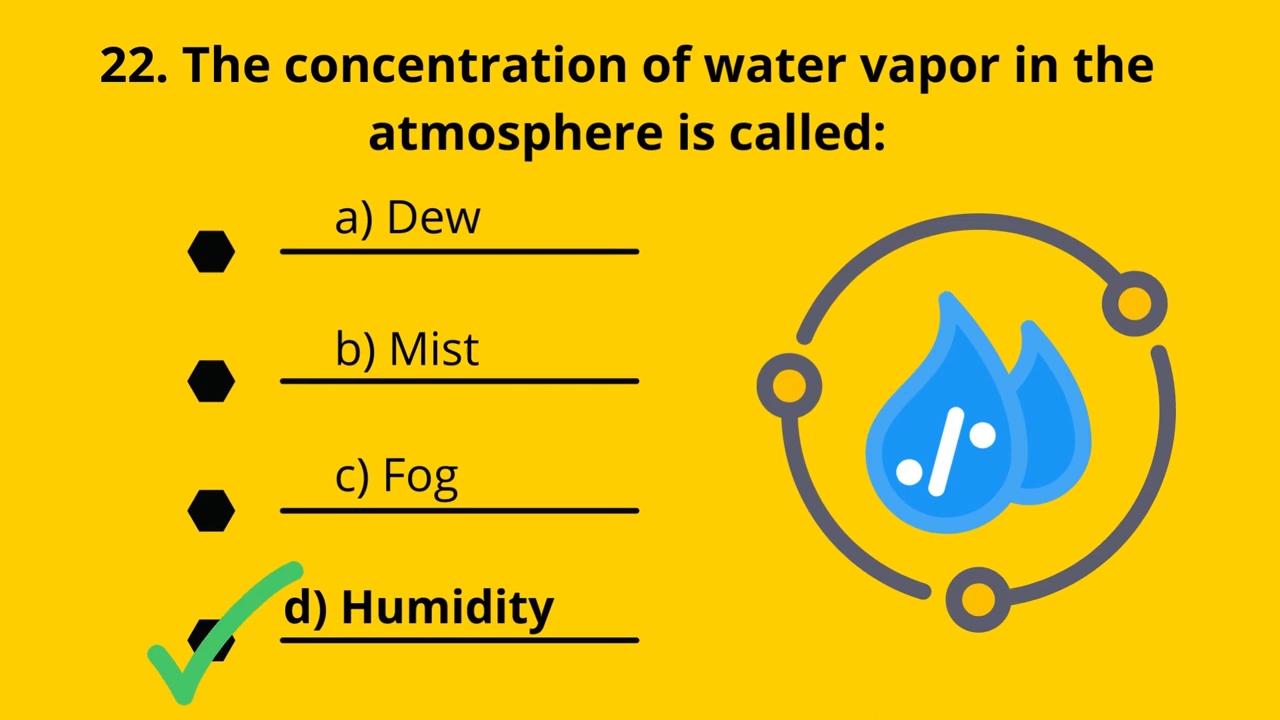 22. The concentration of water vapor in the
atmosphere is called:
a) Dew
b) Mist
c) Fog
d) Humidity